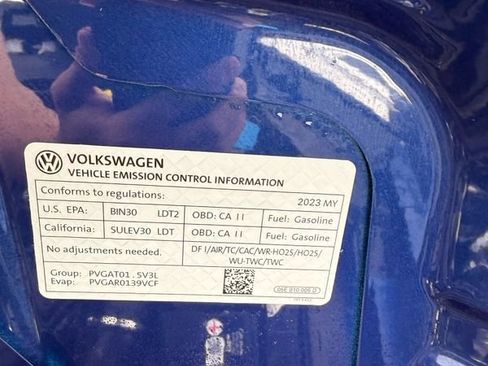 VOLKSWAGEN
VEHICLE EMISSION CONTROL INFORMATION
Conforms to regulations: 2023 MY
U.S. EPA: BIN30 LDT2 OBD: CA II Fuel: Gasoline
California: SULEV30 LDT OBD: CA II Fuel: Gasoline
No adjustments needed. DFI/AIR/TC/CAC/WR-HO2S/HO2S/
WU-TWC/TWC
Group: PVGAT01.5V3L
Evap: PVGAR0139VCF